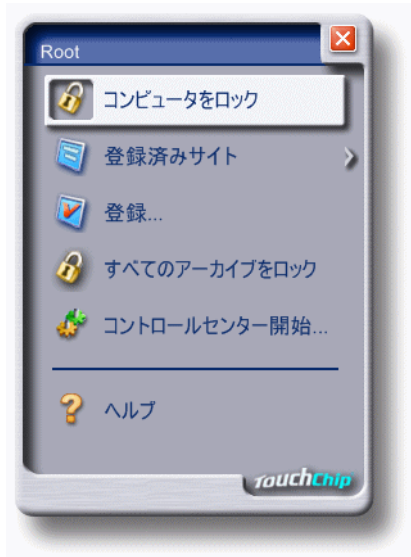 Root
コンピュータをロック
登録済みサイト
登録...
すべてのアーカイブをロック
コントロールセンター開始...
ヘルプ
TouchChip